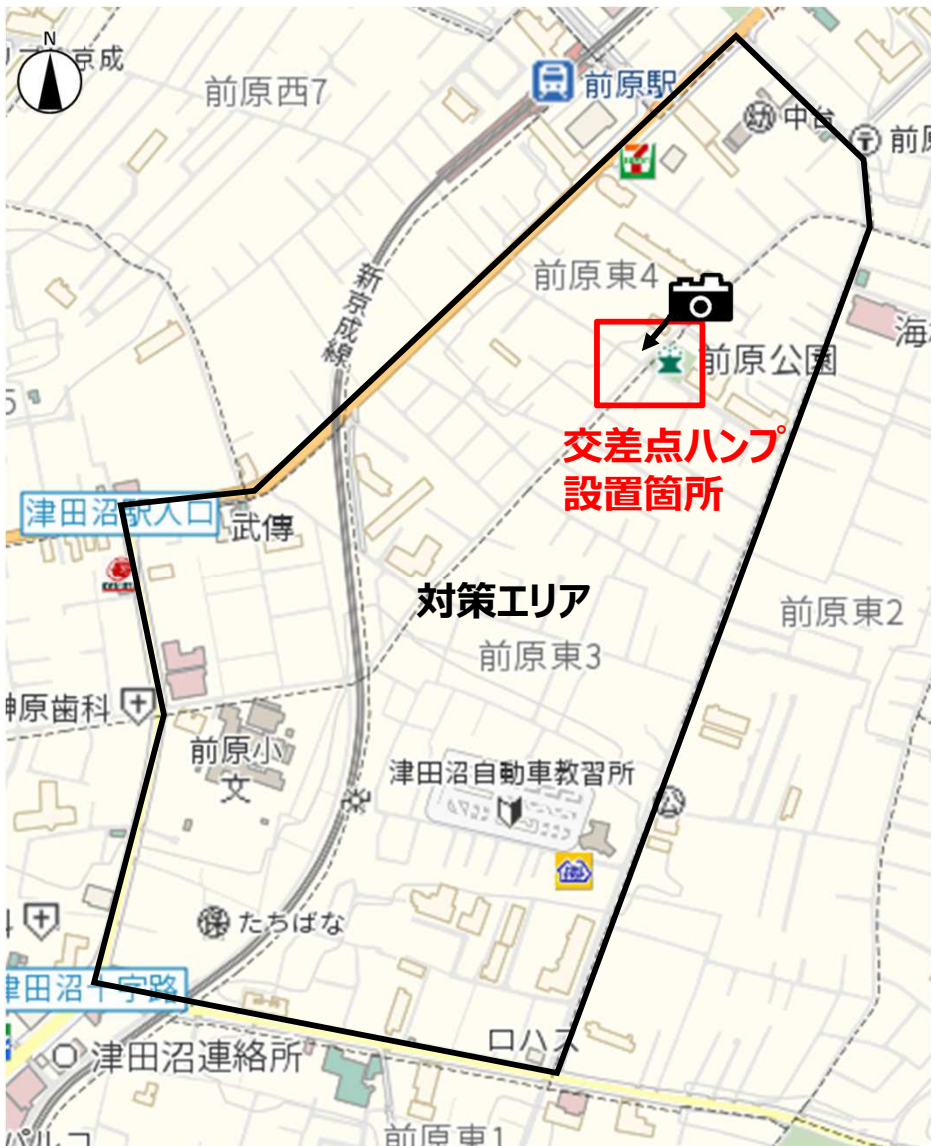 N
京成
前原西7
前原駅
幼 中台
前原
前原東4
新京成線
前原公園
海
交差点ハンプ
設置箇所
津田沼駅入口
武傳
対策エリア
前原東2
前原東3
榊原歯科
前原小
文
津田沼自動車教習所
保 たちばな
津田沼十字路
ロハス
津田沼連絡所
パルコ
前原東1